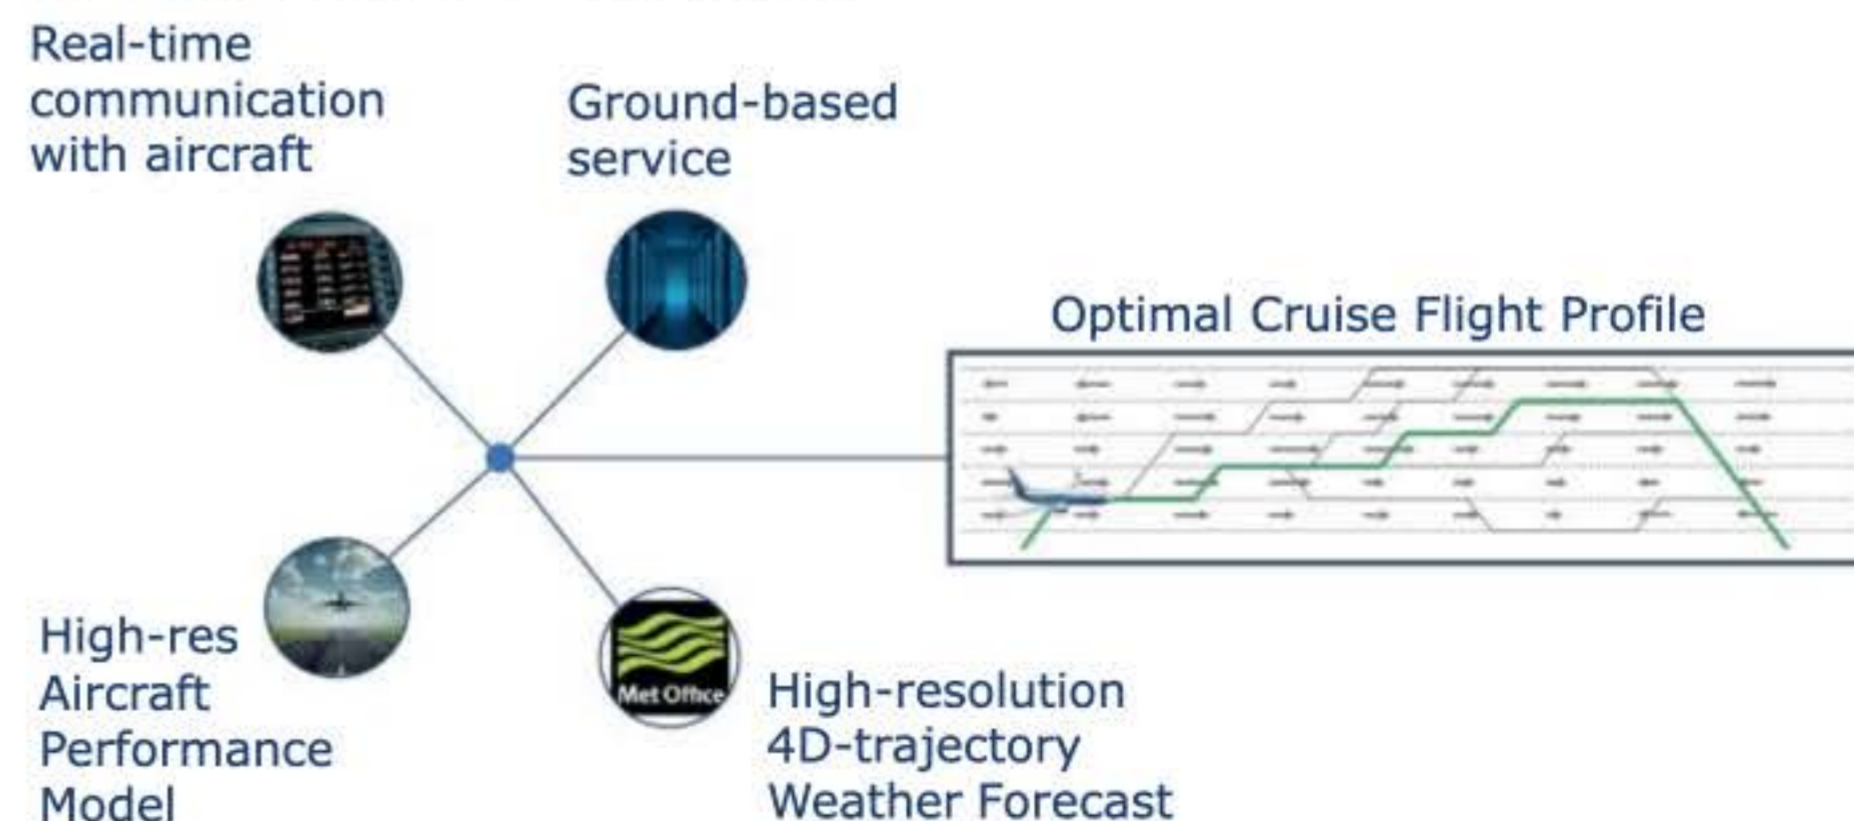 Real-time
communication
with aircraft
Ground-based
service
Optimal Cruise Flight Profile
High-res
Aircraft
Performance
Model
Met Office
High-resolution
4D-trajectory
Weather Forecast